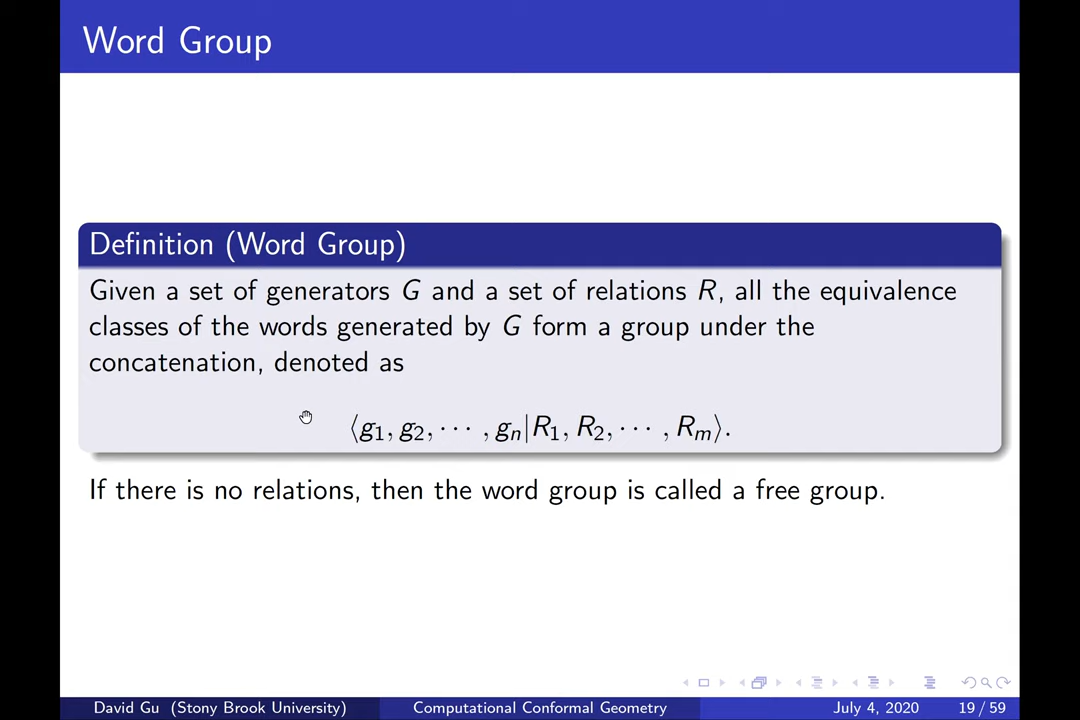 Word Group
Definition (Word Group)
Given a set of generators G and a set of relations R, all the equivalence
classes of the words generated by G form a group under the
concatenation, denoted as
⟨g₁, g₂, ⋯ , gₙ|R₁, R₂, ⋯ , Rₘ⟩.
If there is no relations, then the word group is called a free group.
David Gu (Stony Brook University) Computational Conformal Geometry July 4, 2020 19 / 59